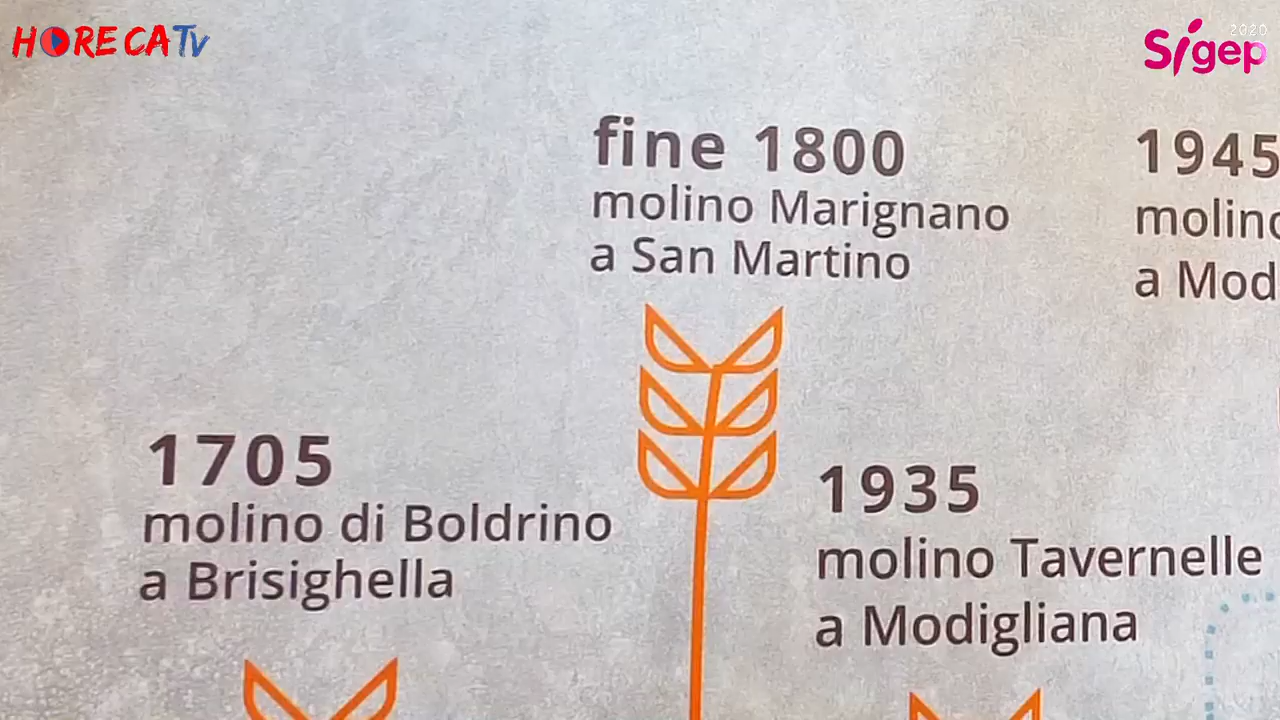 HORECATV
Sigep
2020
fine 1800
molino Marignano
a San Martino
1945
molino
a Mod
1705
molino di Boldrino
a Brisighella
1935
molino Tavernelle
a Modigliana